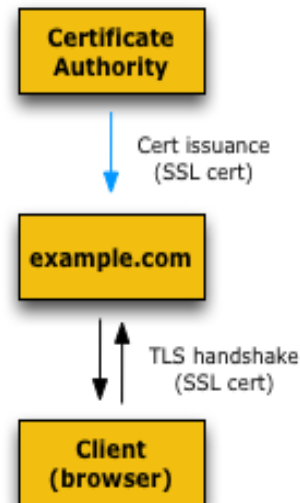 Certificate
Authority
Cert issuance
(SSL cert)
example.com
TLS handshake
(SSL cert)
Client
(browser)